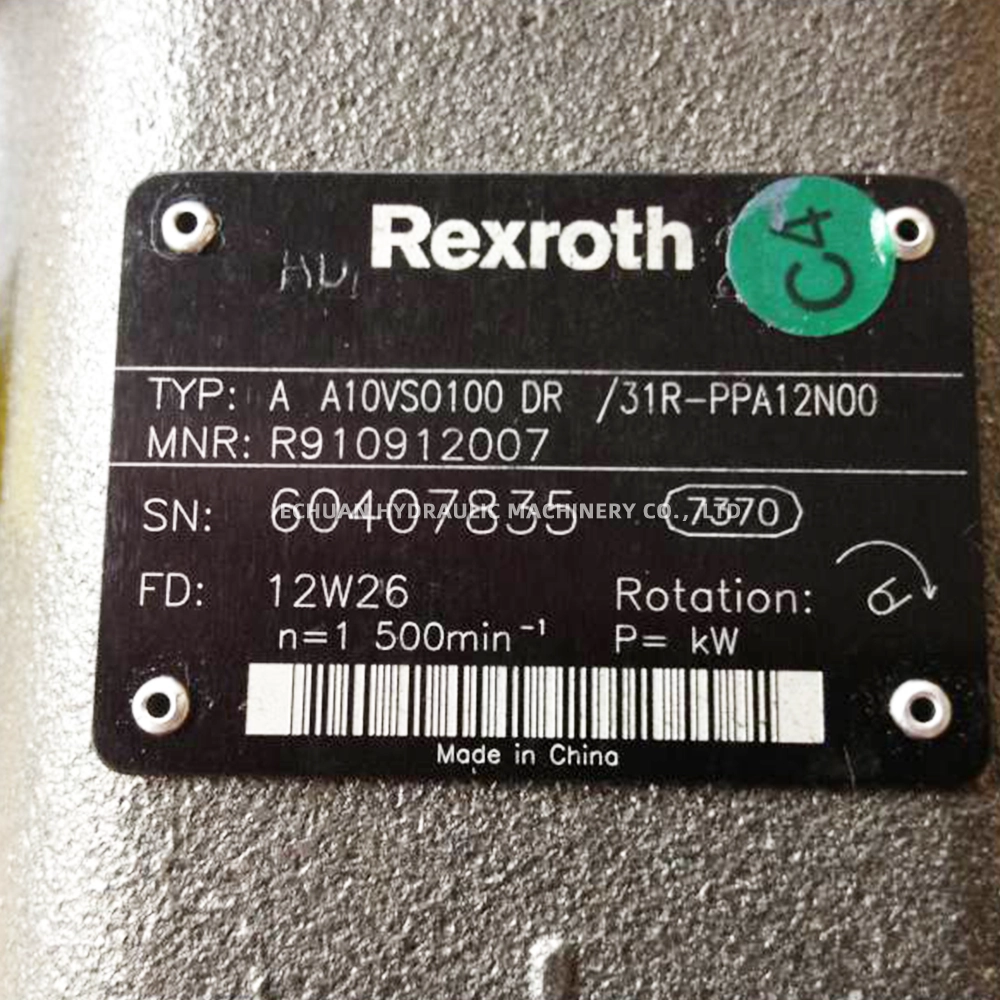 Rexroth
C4
TYP: A A10VSO100 DR /31R-PPA12N00
MNR: R910912007
SN: 60407835 7370
ECHUAN HYDRAULIC MACHINERY CO., LTD
FD: 12W26 Rotation:
n=1 500min⁻¹ P= kW
Made in China